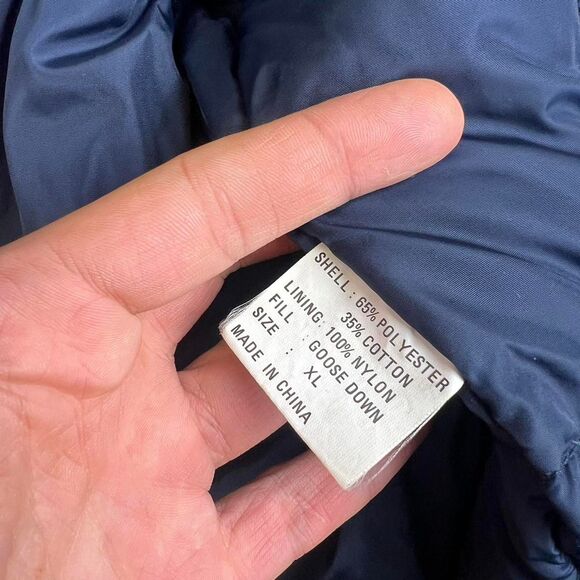 SHELL : 65% POLYESTER
35% COTTON
LINING: 100% NYLON
FILL : GOOSE DOWN
SIZE : XL
MADE IN CHINA